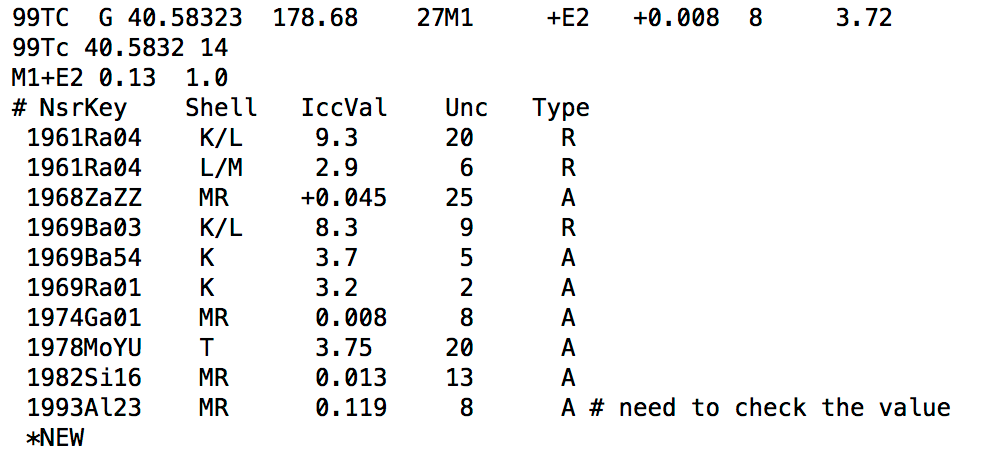 99TC  G 40.58323  178.68    27M1     +E2   +0.008  8     3.72
99Tc 40.5832 14
M1+E2 0.13  1.0
# NsrKey    Shell   IccVal    Unc   Type
 1961Ra04    K/L     9.3      20      R
 1961Ra04    L/M     2.9       6      R
 1968ZaZZ    MR     +0.045    25      A
 1969Ba03    K/L     8.3       9      R
 1969Ba54    K       3.7       5      A
 1969Ra01    K       3.2       2      A
 1974Ga01    MR      0.008     8      A
 1978MoYU    T       3.75     20      A
 1982Si16    MR      0.013    13      A
 1993Al23    MR      0.119     8      A # need to check the value
 *NEW